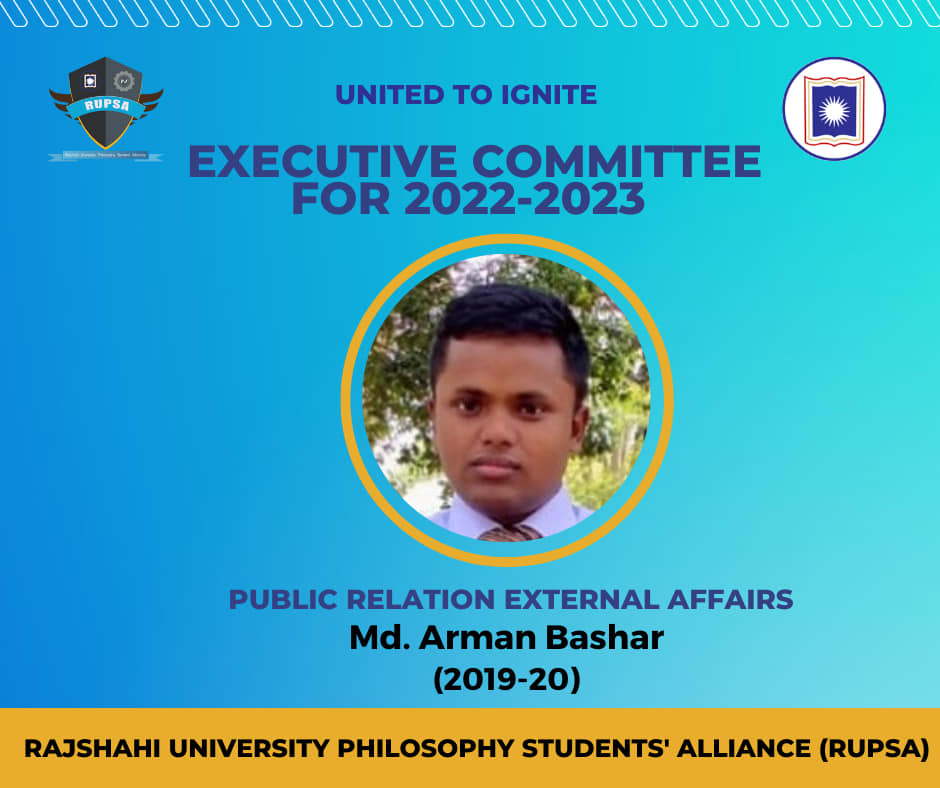 RUPSA
UNITED TO IGNITE
EXECUTIVE COMMITTEE
FOR 2022-2023
PUBLIC RELATION EXTERNAL AFFAIRS
Md. Arman Bashar
(2019-20)
RAJSHAHI UNIVERSITY PHILOSOPHY STUDENTS' ALLIANCE (RUPSA)